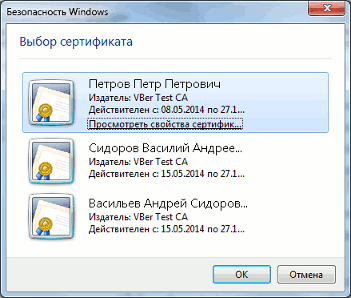 Безопасность Windows
Выбор сертификата
Петров Петр Петрович
Издатель: VBer Test CA
Действителен с: 08.05.2014 по 27.1...
Просмотреть свойства сертифик...
Сидоров Василий Андрее...
Издатель: VBer Test CA
Действителен с: 15.05.2014 по 27.1...
Васильев Андрей Сидоров...
Издатель: VBer Test CA
Действителен с: 15.05.2014 по 27.1...
ОК
Отмена